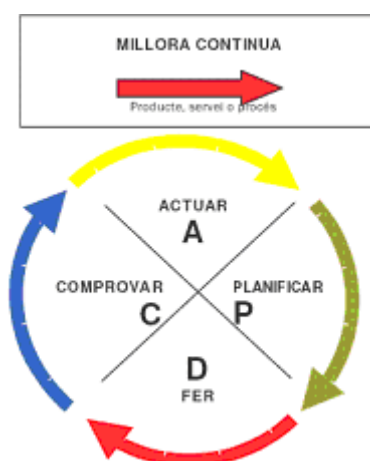 MILLORA CONTINUA
Producte, servei o procés
ACTUAR
A
COMPROVAR
C
PLANIFICAR
P
D
FER